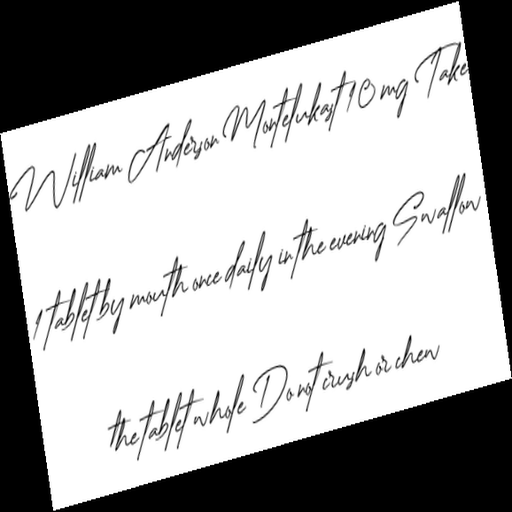 William Anderson Montelukast 10 mg Take
1 tablet by mouth once daily in the evening Swallow
the tablet whole Do not crush or chew